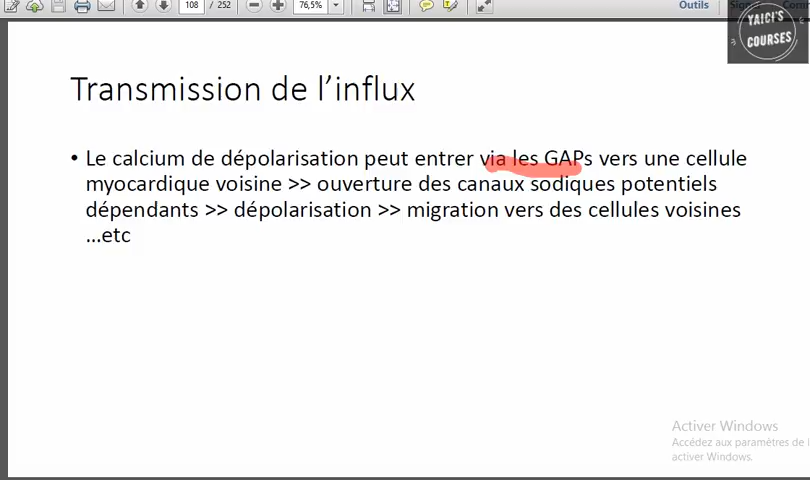 108 / 252
76,5%
Outils
YAICI'S
COURSES
Transmission de l'influx
• Le calcium de dépolarisation peut entrer via les GAPs vers une cellule
myocardique voisine >> ouverture des canaux sodiques potentiels
dépendants >> dépolarisation >> migration vers des cellules voisines
...etc
Activer Windows
Accédez aux paramètres de l
activer Windows.